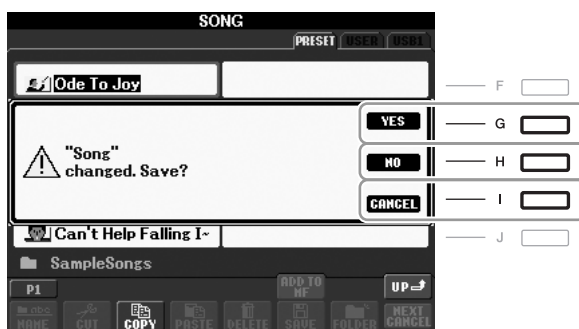 SONG
PRESET USER USB1
Ode To Joy
F
YES
G
"Song"
changed. Save?
NO
H
CANCEL
I
Can't Help Falling I~
J
SampleSongs
P1
ADD TO
MF
UP
NAME CUT COPY PASTE DELETE SAVE FOLDER NEXT
CANCEL